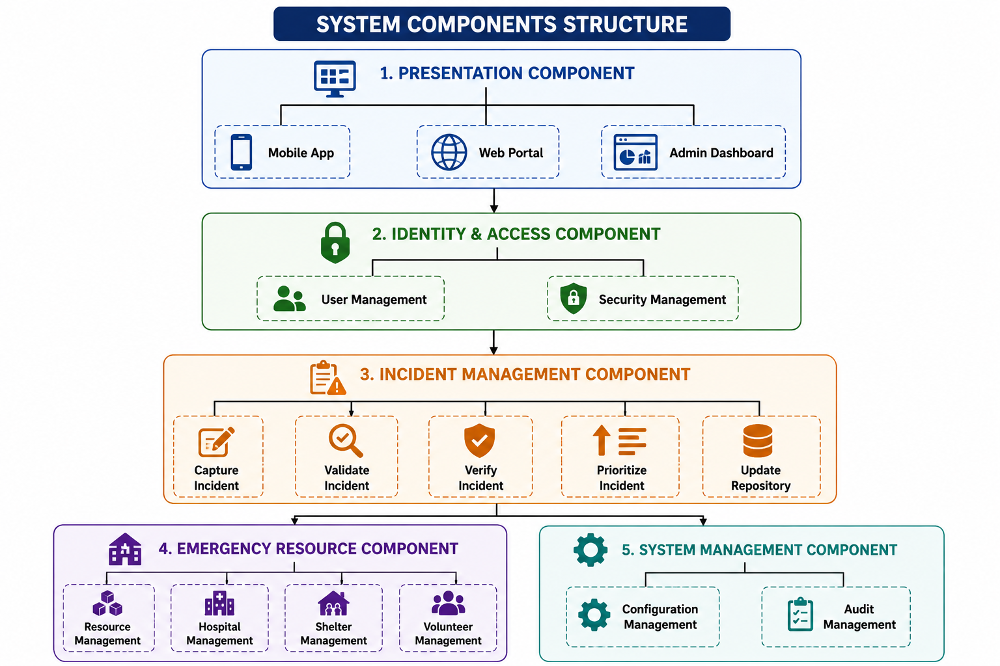 SYSTEM COMPONENTS STRUCTURE
1. PRESENTATION COMPONENT
Mobile App
Web Portal
Admin Dashboard
2. IDENTITY & ACCESS COMPONENT
User Management
Security Management
3. INCIDENT MANAGEMENT COMPONENT
Capture
Incident
Validate
Incident
Verify
Incident
Prioritize
Incident
Update
Repository
4. EMERGENCY RESOURCE COMPONENT
Resource
Management
Hospital
Management
Shelter
Management
Volunteer
Management
5. SYSTEM MANAGEMENT COMPONENT
Configuration
Management
Audit
Management